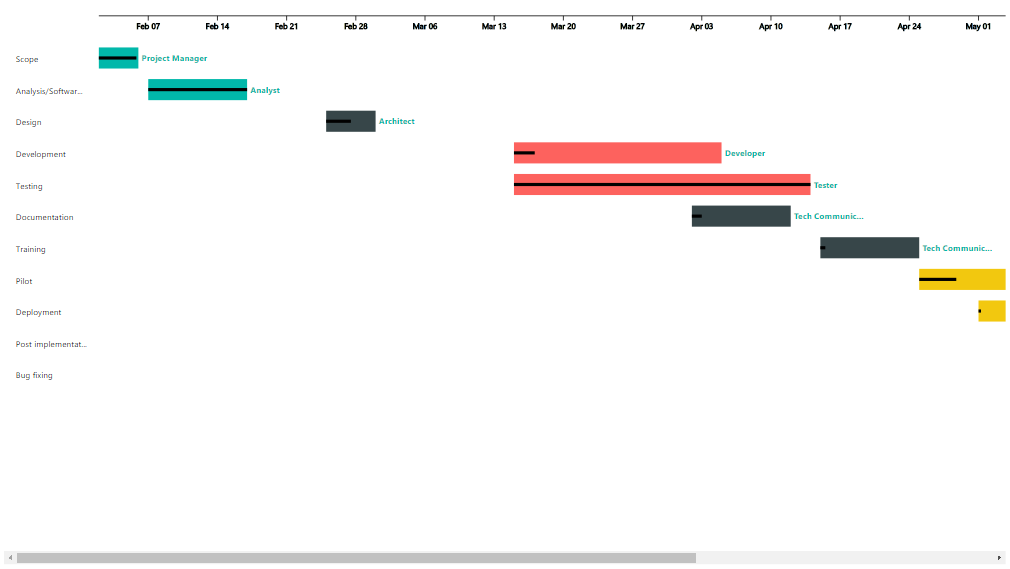 Feb 07 Feb 14 Feb 21 Feb 28 Mar 06 Mar 13 Mar 20 Mar 27 Apr 03 Apr 10 Apr 17 Apr 24 May 01
Scope Project Manager
Analysis/Softwar... Analyst
Design Architect
Development Developer
Testing Tester
Documentation Tech Communic...
Training Tech Communic...
Pilot
Deployment
Post implementat...
Bug fixing